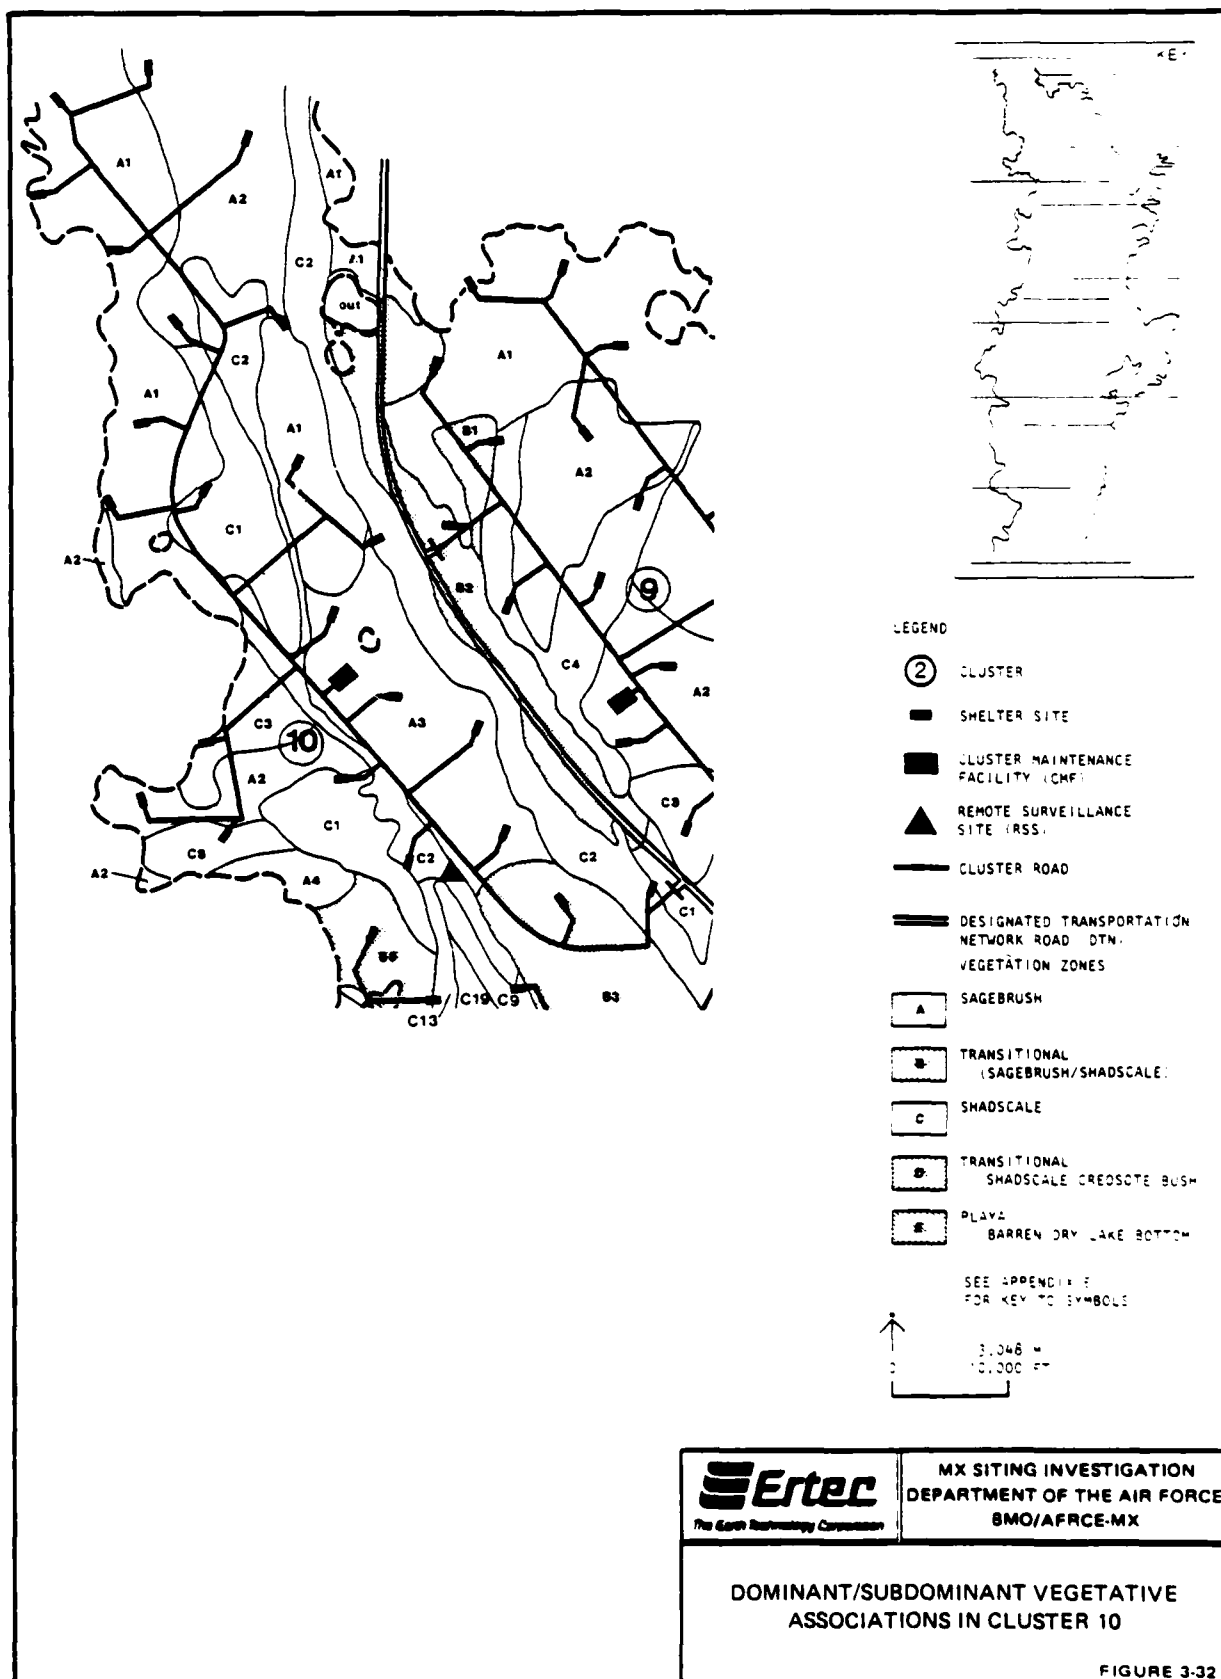 KEY
A1
A2
A1
C2
A1
out
C2
A1
A1
A1
B1
A2
C1
A2
B2
9
C4
A2
C3
10
A3
A2
C1
C3
C8
C2
C2
A2
A4
C1
B3
C19
C9
C13
LEGEND
2 CLUSTER
SHELTER SITE
CLUSTER MAINTENANCE
FACILITY (CMF)
REMOTE SURVEILLANCE
SITE (RSS)
CLUSTER ROAD
DESIGNATED TRANSPORTATION
NETWORK ROAD DTN
VEGETATION ZONES
A SAGEBRUSH
B TRANSITIONAL
(SAGEBRUSH/SHADSCALE)
C SHADSCALE
D TRANSITIONAL
SHADSCALE CREOSOTE BUSH
E PLAYA
BARREN DRY LAKE BOTTOM
SEE APPENDIX E
FOR KEY TO SYMBOLS
3,048 M
0 10,000 FT
Ertec
The Earth Technology Corporation
MX SITING INVESTIGATION
DEPARTMENT OF THE AIR FORCE
BMO/AFRCE-MX
DOMINANT/SUBDOMINANT VEGETATIVE
ASSOCIATIONS IN CLUSTER 10
FIGURE 3-32